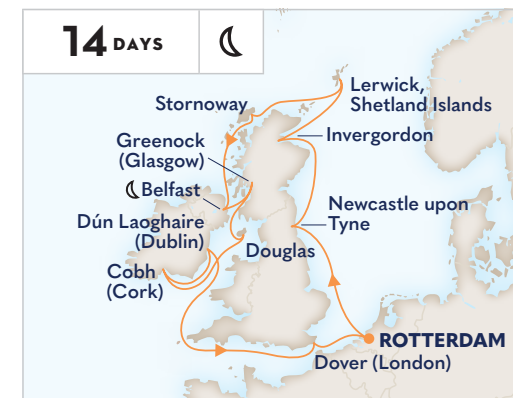 14 DAYS
Lerwick,
Shetland Islands
Stornoway
Invergordon
Greenock
(Glasgow)
Belfast
Newcastle upon
Tyne
Dún Laoghaire
(Dublin)
Douglas
Cobh
(Cork)
ROTTERDAM
Dover (London)